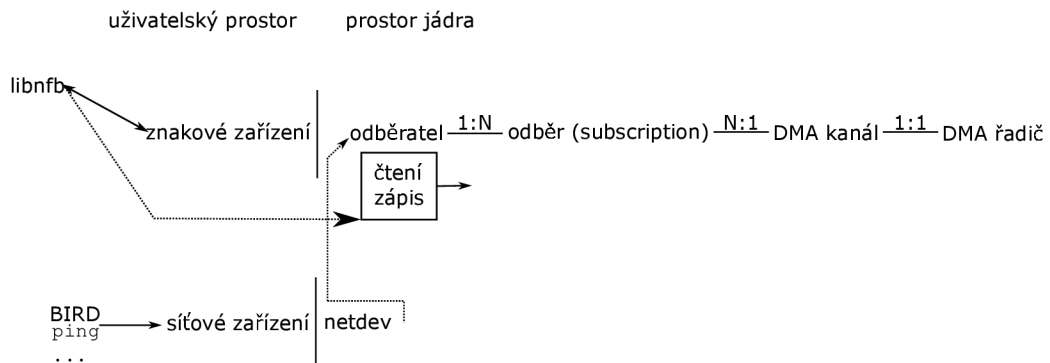 uživatelský prostor prostor jádra
libnfb
znakové zařízení odběratel 1:N odběr (subscription) N:1 DMA kanál 1:1 DMA řadič
čtení
zápis
BIRD
ping
...
síťové zařízení netdev